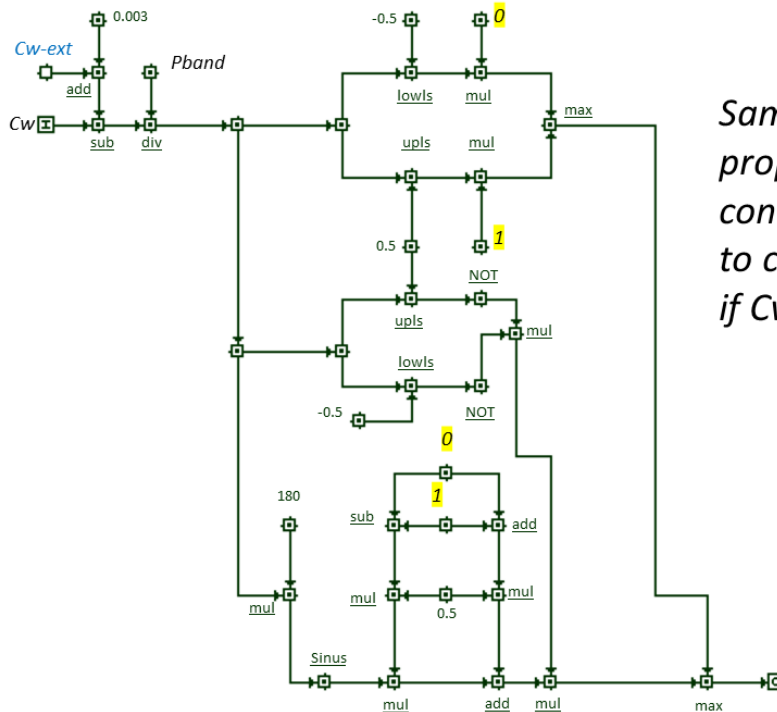 0.003
-0.5
0
Cw-ext
Pband
add
lowls
mul
Cw
max
sub
div
upls
mul
0.5
1
NOT
upls
mul
lowls
-0.5
NOT
0
1
180
sub
add
mul
mul
0.5
mul
Sinus
mul
add
mul
max
Sam
prop
con
to c
if Cv